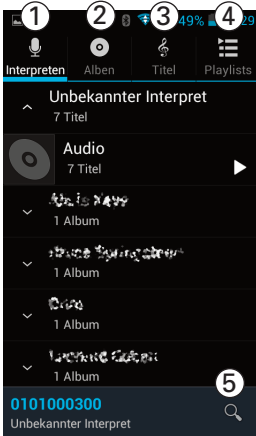 1 2 3 4
49% 29
Interpreten Alben Titel Playlists
Unbekannter Interpret
7 Titel
Audio
7 Titel
1 Album
1 Album
1 Album
1 Album
5
0101000300
Unbekannter Interpret